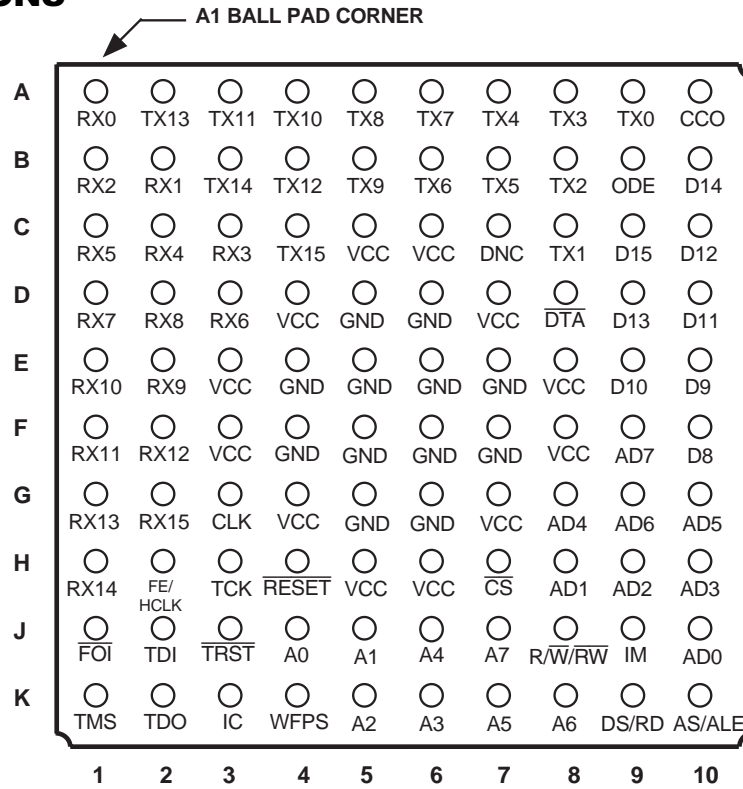 A1 BALL PAD CORNER
A
RX0 TX13 TX11 TX10 TX8 TX7 TX4 TX3 TX0 CCO
B
RX2 RX1 TX14 TX12 TX9 TX6 TX5 TX2 ODE D14
C
RX5 RX4 RX3 TX15 VCC VCC DNC TX1 D15 D12
D
RX7 RX8 RX6 VCC GND GND VCC DTA D13 D11
E
RX10 RX9 VCC GND GND GND GND VCC D10 D9
F
RX11 RX12 VCC GND GND GND GND VCC AD7 D8
G
RX13 RX15 CLK VCC GND GND VCC AD4 AD6 AD5
H
RX14 FE/ TCK RESET VCC VCC CS AD1 AD2 AD3
HCLK
J
FOI TDI TRST A0 A1 A4 A7 R/W/RW IM AD0
K
TMS TDO IC WFPS A2 A3 A5 A6 DS/RD AS/ALE
1 2 3 4 5 6 7 8 9 10